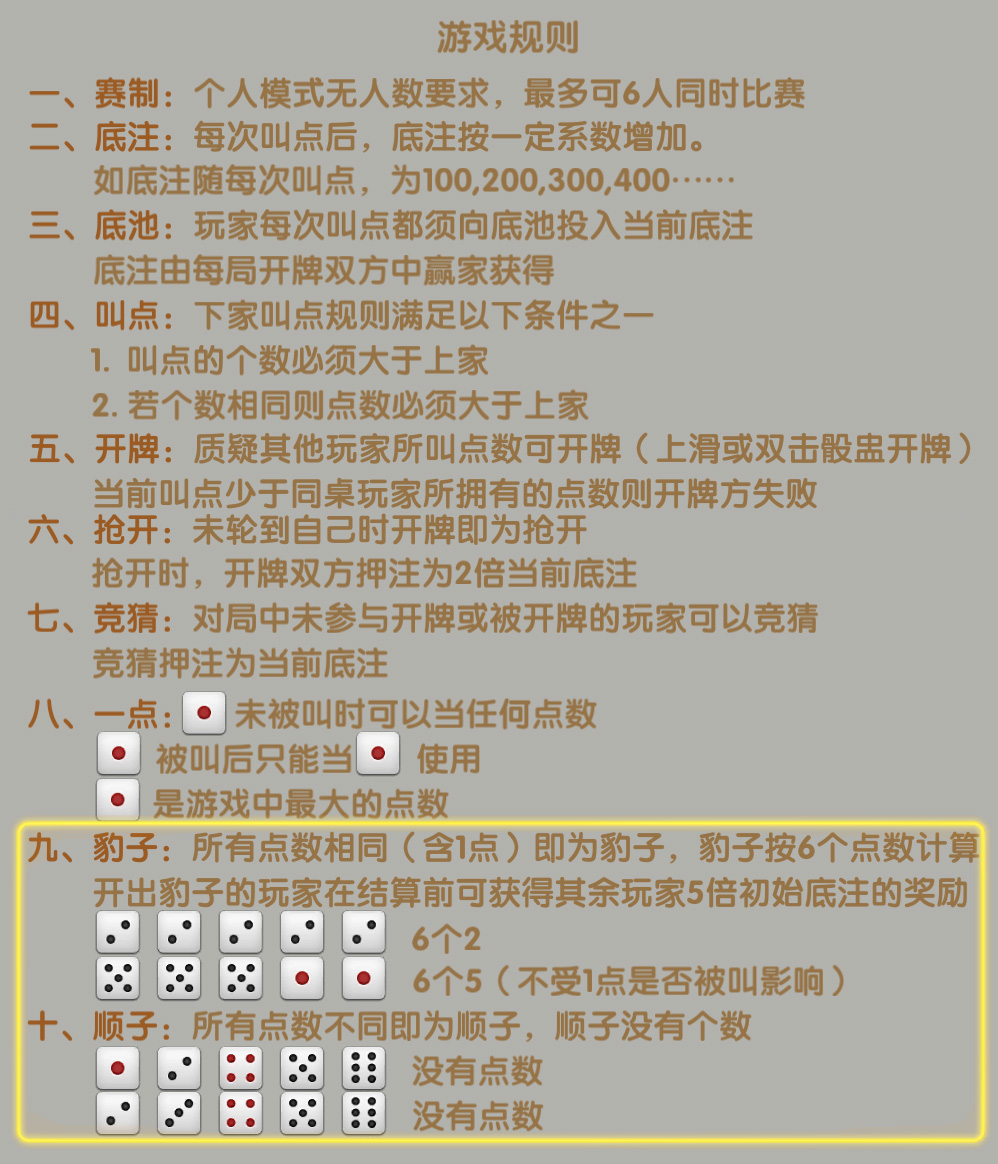 游戏规则
一、赛制：个人模式无人数要求，最多可6人同时比赛
二、底注：每次叫点后，底注按一定系数增加。
如底注随每次叫点，为100,200,300,400……
三、底池：玩家每次叫点都须向底池投入当前底注
底注由每局开牌双方中赢家获得
四、叫点：下家叫点规则满足以下条件之一
1. 叫点的个数必须大于上家
2. 若个数相同则点数必须大于上家
五、开牌：质疑其他玩家所叫点数可开牌（上滑或双击骰盅开牌）
当前叫点少于同桌玩家所拥有的点数则开牌方失败
六、抢开：未轮到自己时开牌即为抢开
抢开时，开牌双方押注为2倍当前底注
七、竞猜：对局中未参与开牌或被开牌的玩家可以竞猜
竞猜押注为当前底注
八、一点：未被叫时可以当任何点数
被叫后只能当 使用
是游戏中最大的点数
九、豹子：所有点数相同（含1点）即为豹子，豹子按6个点数计算
开出豹子的玩家在结算前可获得其余玩家5倍初始底注的奖励
6个2
6个5（不受1点是否被叫影响）
十、顺子：所有点数不同即为顺子，顺子没有个数
没有点数
没有点数